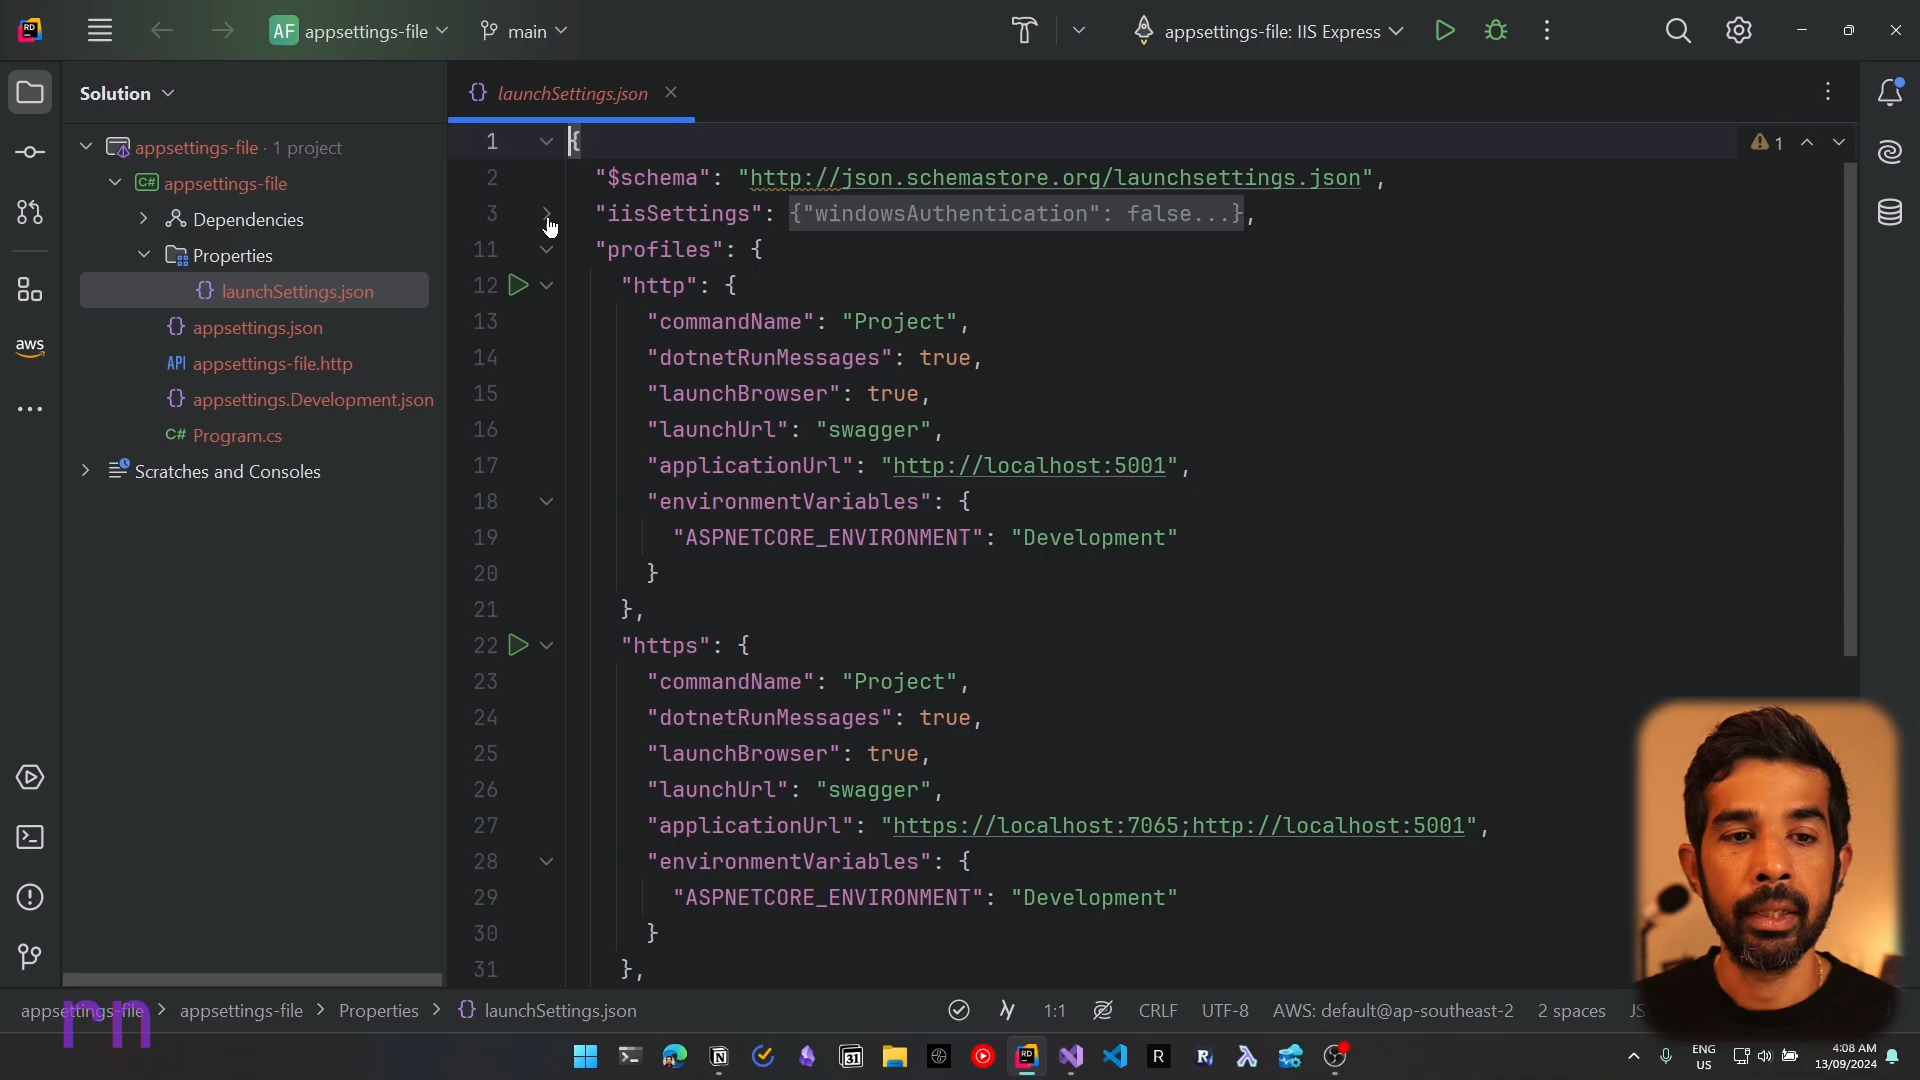 RD
AF appsettings-file
main
appsettings-file: IIS Express
Solution
launchSettings.json
appsettings-file · 1 project
C# appsettings-file
Dependencies
Properties
{} launchSettings.json
{} appsettings.json
API appsettings-file.http
{} appsettings.Development.json
C# Program.cs
Scratches and Consoles
aws
1 {
1
2 "$schema": "http://json.schemastore.org/launchsettings.json",
3 "iisSettings": {"windowsAuthentication": false...},
11 "profiles": {
12 "http": {
13 "commandName": "Project",
14 "dotnetRunMessages": true,
15 "launchBrowser": true,
16 "launchUrl": "swagger",
17 "applicationUrl": "http://localhost:5001",
18 "environmentVariables": {
19 "ASPNETCORE_ENVIRONMENT": "Development"
20 }
21 },
22 "https": {
23 "commandName": "Project",
24 "dotnetRunMessages": true,
25 "launchBrowser": true,
26 "launchUrl": "swagger",
27 "applicationUrl": "https://localhost:7065;http://localhost:5001",
28 "environmentVariables": {
29 "ASPNETCORE_ENVIRONMENT": "Development"
30 }
31 },
appsettings-file > appsettings-file > Properties > {} launchSettings.json
1:1
CRLF
UTF-8
AWS: default@ap-southeast-2
2 spaces
JS
rn
31
R
ENG
US
4:08 AM
13/09/2024